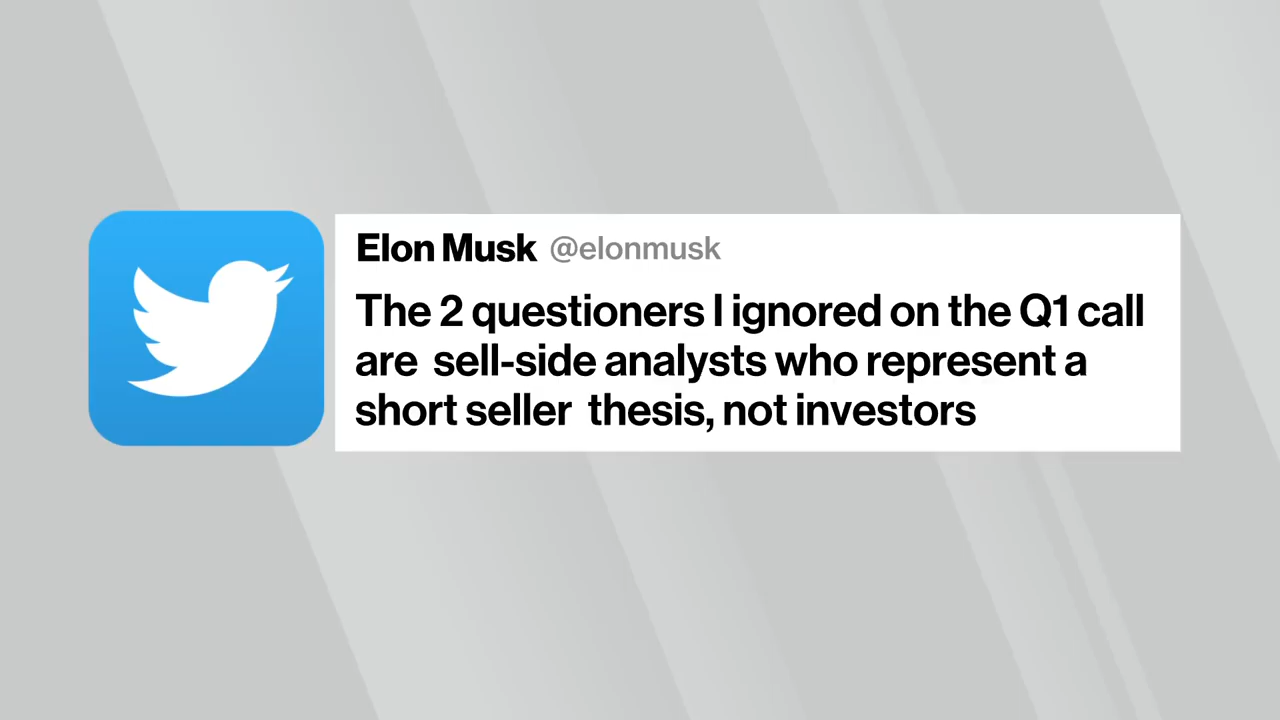 Elon Musk @elonmusk
The 2 questioners I ignored on the Q1 call
are sell-side analysts who represent a
short seller thesis, not investors